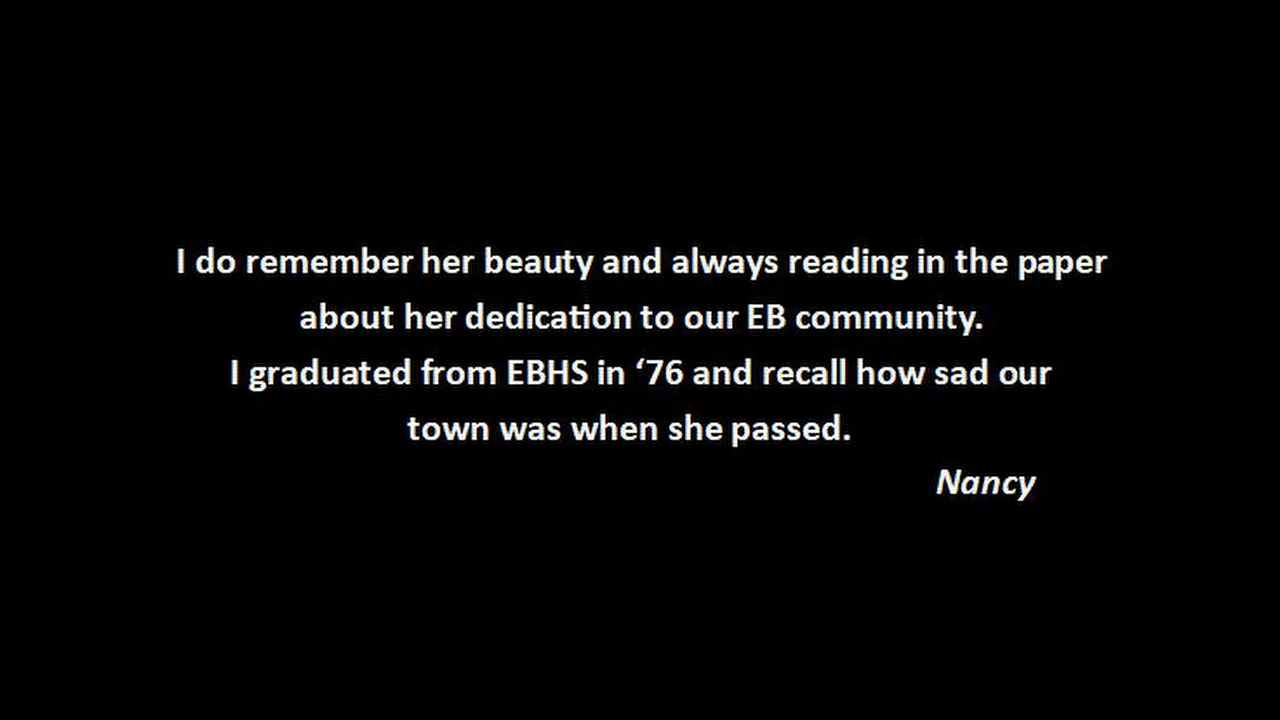 I do remember her beauty and always reading in the paper
about her dedication to our EB community.
I graduated from EBHS in ‘76 and recall how sad our
town was when she passed.
Nancy